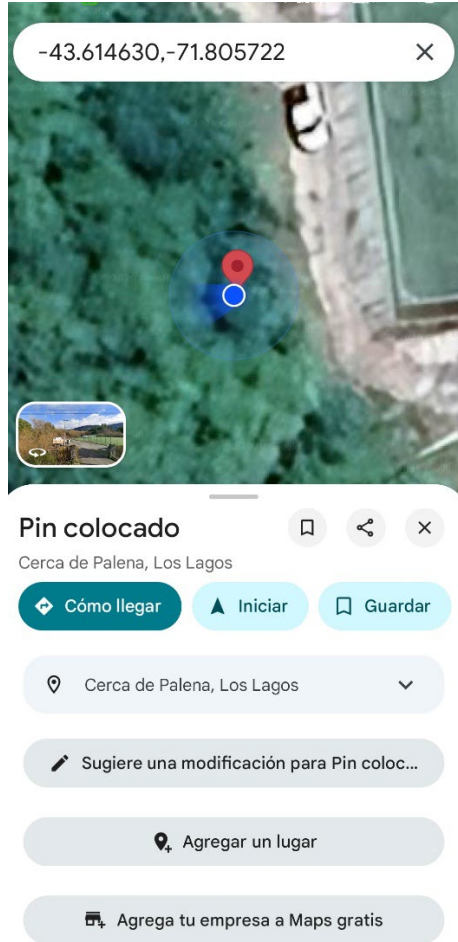 -43.614630,-71.805722
Pin colocado
Cerca de Palena, Los Lagos
Cómo llegar
Iniciar
Guardar
Cerca de Palena, Los Lagos
Sugiere una modificación para Pin coloc...
Agregar un lugar
Agrega tu empresa a Maps gratis